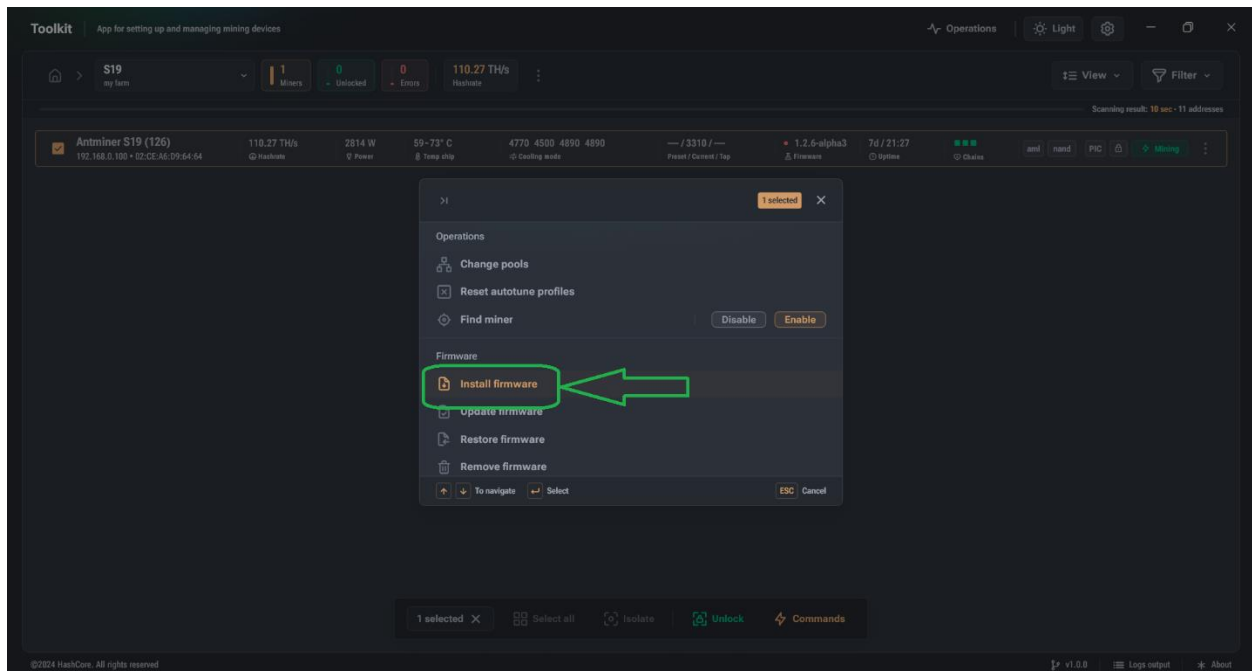 Toolkit App for setting up and managing mining devices Operations Light
S19 1 0 0 110.27 TH/s View Filter
my farm Miners Unlocked Errors Hashrate
Scanning result: 10 sec - 11 addresses
Antminer S19 (126) 110.27 TH/s 2814 W 59~73° C 4770 4500 4890 4890 — / 3310 / — 1.2.6-alpha3 7d / 21:27 aml nand PIC Mining
192.168.0.100 • 02:CE:A6:D9:64:64 Hashrate Power Temp chip Cooling mode Preset / Current / Tap Firmware Uptime Chains
1 selected
Operations
Change pools
Reset autotune profiles
Find miner Disable Enable
Firmware
Install firmware
Update firmware
Restore firmware
Remove firmware
To navigate Select ESC Cancel
1 selected Select all Isolate Unlock Commands
©2024 HashCore. All rights reserved v1.0.0 Logs output About